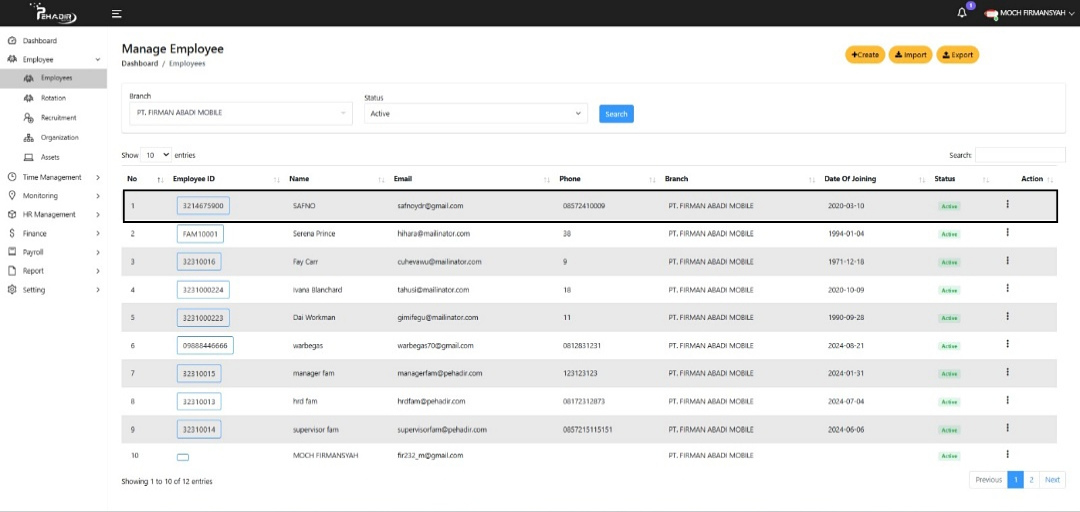 PEHADIR
1
MOCH FIRMANSYAH
Dashboard
Employee
Employees
Rotation
Recruitment
Organization
Assets
Time Management
Monitoring
HR Management
Finance
Payroll
Report
Setting
Manage Employee
Dashboard / Employees
+Create Import Export
Branch
PT. FIRMAN ABADI MOBILE
Status
Active
Search
Show 10 entries
Search:
No Employee ID Name Email Phone Branch Date Of Joining Status Action
1 3214675900 SAFNO safnoydr@gmail.com 08572410009 PT. FIRMAN ABADI MOBILE 2020-03-10 Active
2 FAM10001 Serena Prince hihara@mailinator.com 38 PT. FIRMAN ABADI MOBILE 1994-01-04 Active
3 32310016 Fay Carr cuhevawu@mailinator.com 9 PT. FIRMAN ABADI MOBILE 1971-12-18 Active
4 3231000224 Ivana Blanchard tahusi@mailinator.com 18 PT. FIRMAN ABADI MOBILE 2020-10-09 Active
5 3231000223 Dai Workman gimifegu@mailinator.com 11 PT. FIRMAN ABADI MOBILE 1990-09-28 Active
6 09888446666 warbegas warbegas70@gmail.com 0812831231 PT. FIRMAN ABADI MOBILE 2024-08-21 Active
7 32310015 manager fam managerfam@pehadir.com 123123123 PT. FIRMAN ABADI MOBILE 2024-01-31 Active
8 32310013 hrd fam hrdfam@pehadir.com 08172312873 PT. FIRMAN ABADI MOBILE 2024-07-04 Active
9 32310014 supervisor fam supervisorfam@pehadir.com 0857215115151 PT. FIRMAN ABADI MOBILE 2024-06-06 Active
10 MOCH FIRMANSYAH fir232_m@gmail.com PT. FIRMAN ABADI MOBILE Active
Showing 1 to 10 of 12 entries
Previous 1 2 Next